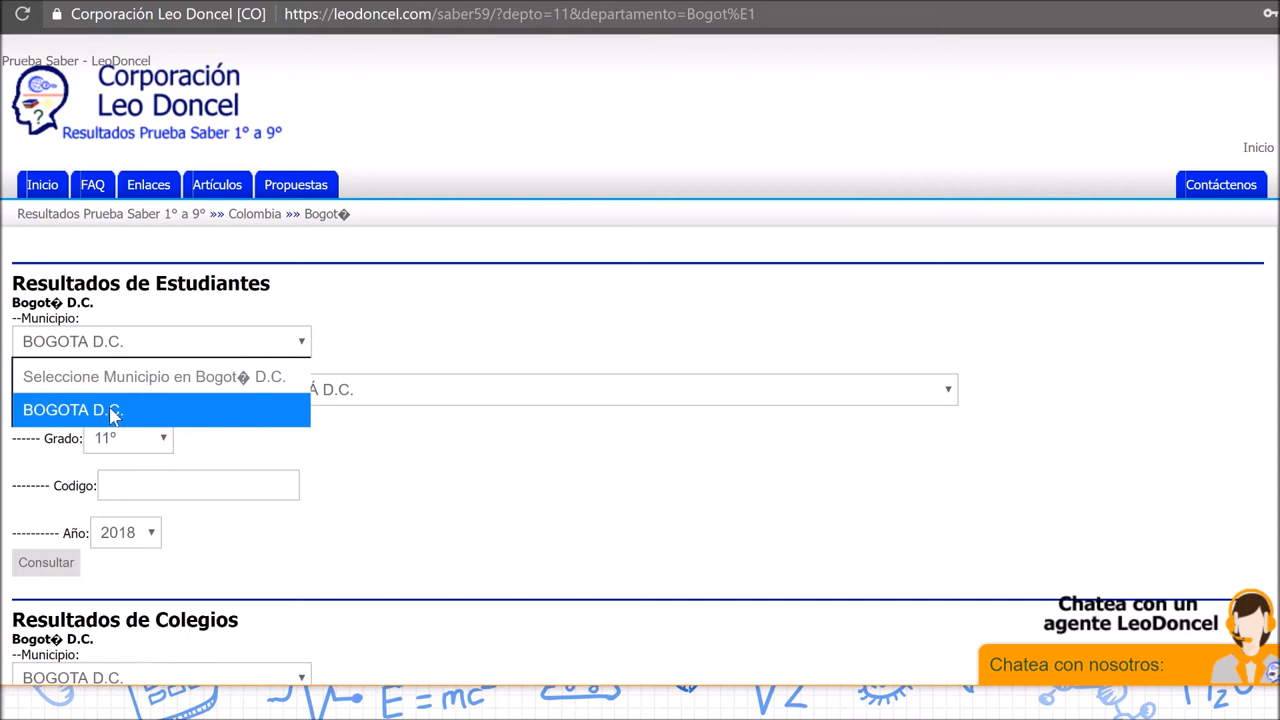 Corporación Leo Doncel [CO] https://leodoncel.com/saber59/?depto=11&departamento=Bogot%E1
Prueba Saber - LeoDoncel
Corporación
Leo Doncel
Resultados Prueba Saber 1° a 9°
Inicio
Inicio FAQ Enlaces Artículos Propuestas Contáctenos
Resultados Prueba Saber 1° a 9° »» Colombia »» Bogot�
Resultados de Estudiantes
Bogot� D.C.
--Municipio:
BOGOTA D.C.
Seleccione Municipio en Bogot� D.C.
Á D.C.
BOGOTA D.C.
------ Grado: 11º
-------- Codigo:
---------- Año: 2018
Consultar
Resultados de Colegios
Bogot� D.C.
--Municipio:
BOGOTA D.C.
Chatea con un
agente LeoDoncel
Chatea con nosotros:
E = mc